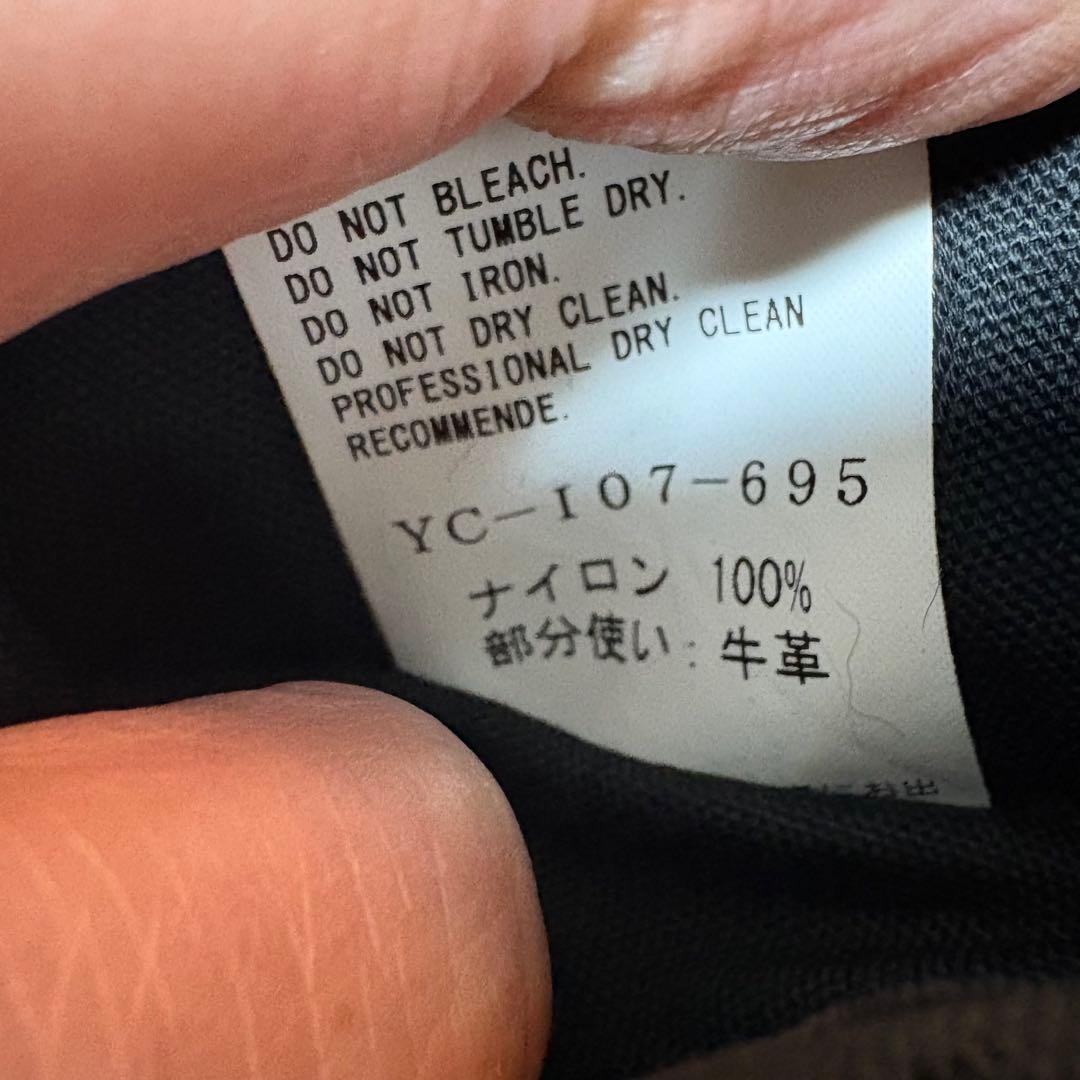 DO NOT BLEACH.
DO NOT TUMBLE DRY.
DO NOT IRON.
DO NOT DRY CLEAN.
PROFESSIONAL DRY CLEAN
RECOMMENDE.
YC-I07-695
ナイロン 100%
部分使い:牛革